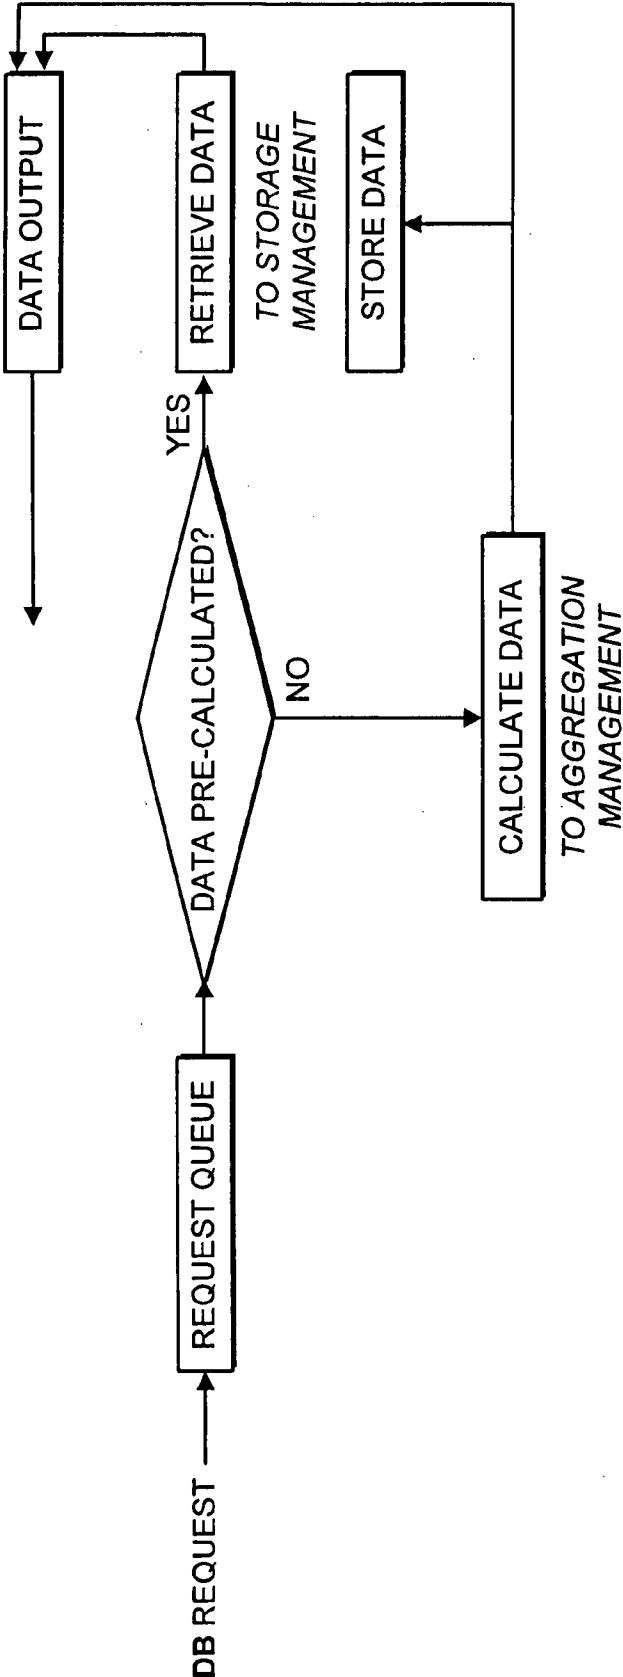 DB REQUEST
REQUEST QUEUE
DATA PRE-CALCULATED?
YES
NO
DATA OUTPUT
RETRIEVE DATA
TO STORAGE
MANAGEMENT
STORE DATA
CALCULATE DATA
TO AGGREGATION
MANAGEMENT